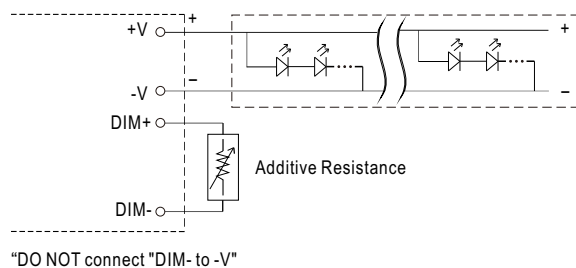 +V
+
+
-V
−
−
DIM+
Additive Resistance
DIM-
“DO NOT connect "DIM- to -V"